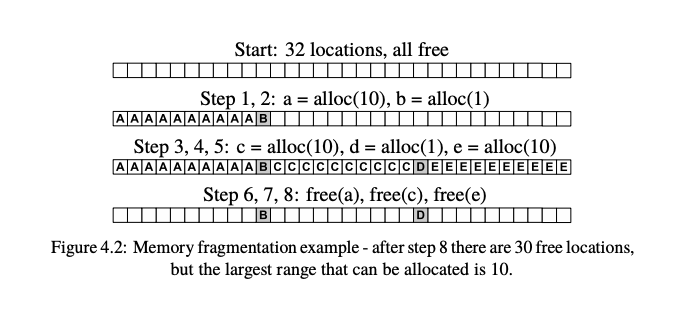 Start: 32 locations, all free
Step 1, 2: a = alloc(10), b = alloc(1)
A A A A A A A A A A B
Step 3, 4, 5: c = alloc(10), d = alloc(1), e = alloc(10)
A A A A A A A A A A B C C C C C C C C C C D E E E E E E E E E E
Step 6, 7, 8: free(a), free(c), free(e)
B D
Figure 4.2: Memory fragmentation example - after step 8 there are 30 free locations,
but the largest range that can be allocated is 10.